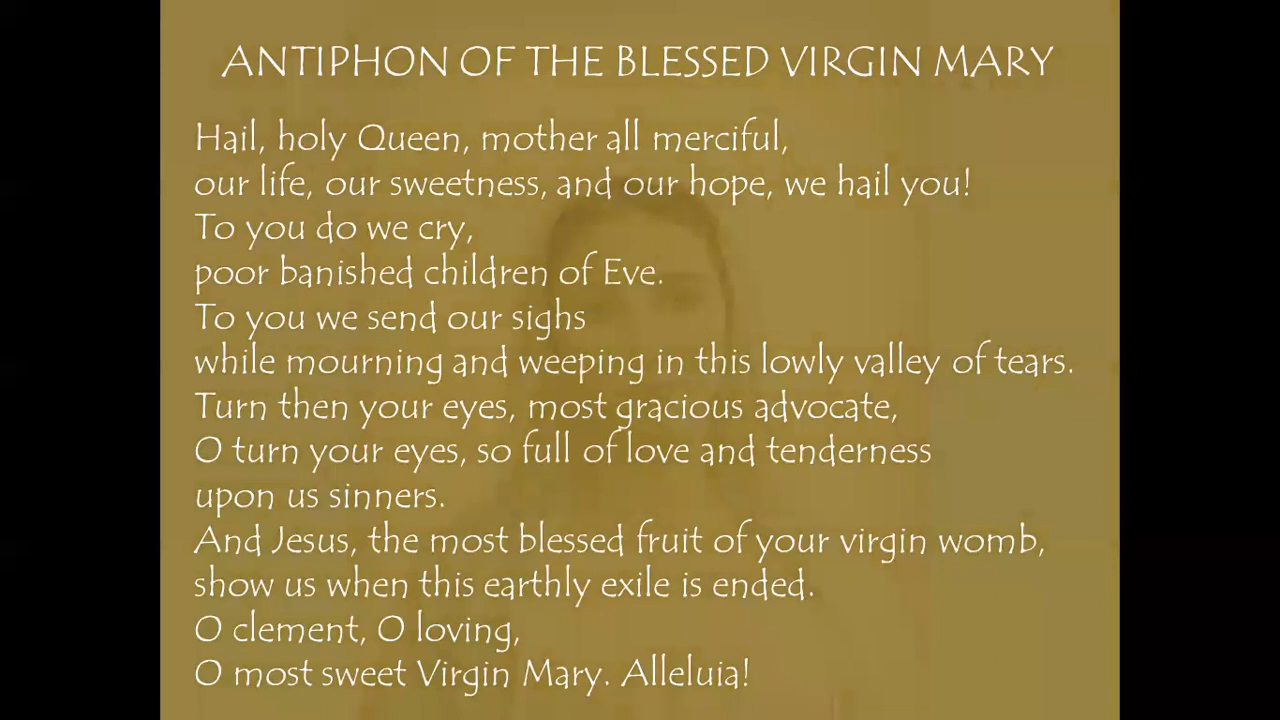 ANTIPHON OF THE BLESSED VIRGIN MARY
Hail, holy Queen, mother all merciful,
our life, our sweetness, and our hope, we hail you!
To you do we cry,
poor banished children of Eve.
To you we send our sighs
while mourning and weeping in this lowly valley of tears.
Turn then your eyes, most gracious advocate,
O turn your eyes, so full of love and tenderness
upon us sinners.
And Jesus, the most blessed fruit of your virgin womb,
show us when this earthly exile is ended.
O clement, O loving,
O most sweet Virgin Mary. Alleluia!